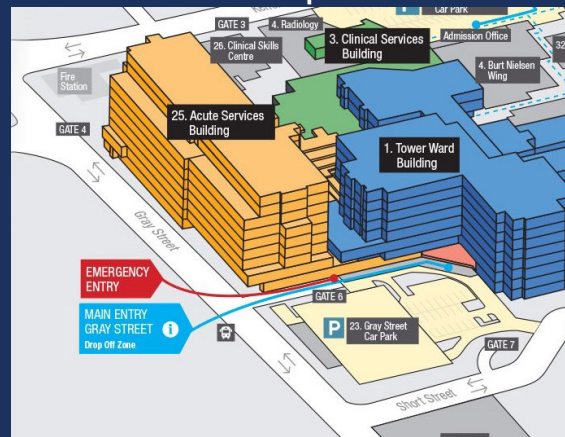 GATE 3
4. Radiology
P
Car Park
Admission Office
26. Clinical Skills
Centre
3. Clinical Services
Building
32
4. Burt Nielsen
Wing
Fire
Station
25. Acute Services
Building
GATE 4
1. Tower Ward
Building
Gray Street
EMERGENCY
ENTRY
MAIN ENTRY
GRAY STREET
i
Drop Off Zone
GATE 6
P
23. Gray Street
Car Park
GATE 7
Short Street